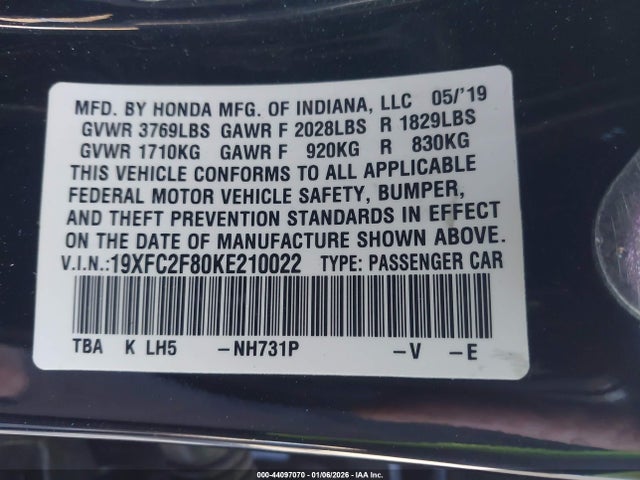 MFD. BY HONDA MFG. OF INDIANA, LLC 05/'19
GVWR 3769LBS GAWR F 2028LBS R 1829LBS
GVWR 1710KG GAWR F 920KG R 830KG
THIS VEHICLE CONFORMS TO ALL APPLICABLE
FEDERAL MOTOR VEHICLE SAFETY, BUMPER,
AND THEFT PREVENTION STANDARDS IN EFFECT
ON THE DATE OF MANUFACTURE SHOWN ABOVE.
V.I.N.:19XFC2F80KE210022 TYPE: PASSENGER CAR
TBA K LH5 –NH731P –V –E
000-44097070 - 01/06/2026 - IAA Inc.